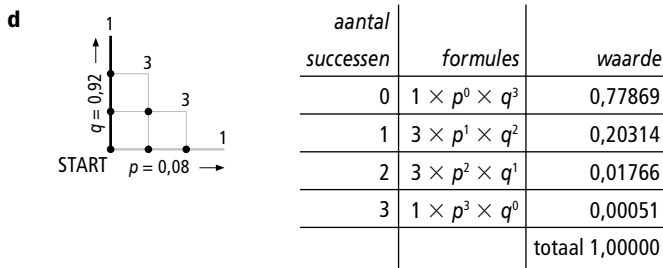 d
1
3
3
1
q = 0,92
START p = 0,08
aantal successen formules waarde
0 1 × p⁰ × q³ 0,77869
1 3 × p¹ × q² 0,20314
2 3 × p² × q¹ 0,01766
3 1 × p³ × q⁰ 0,00051
totaal 1,00000